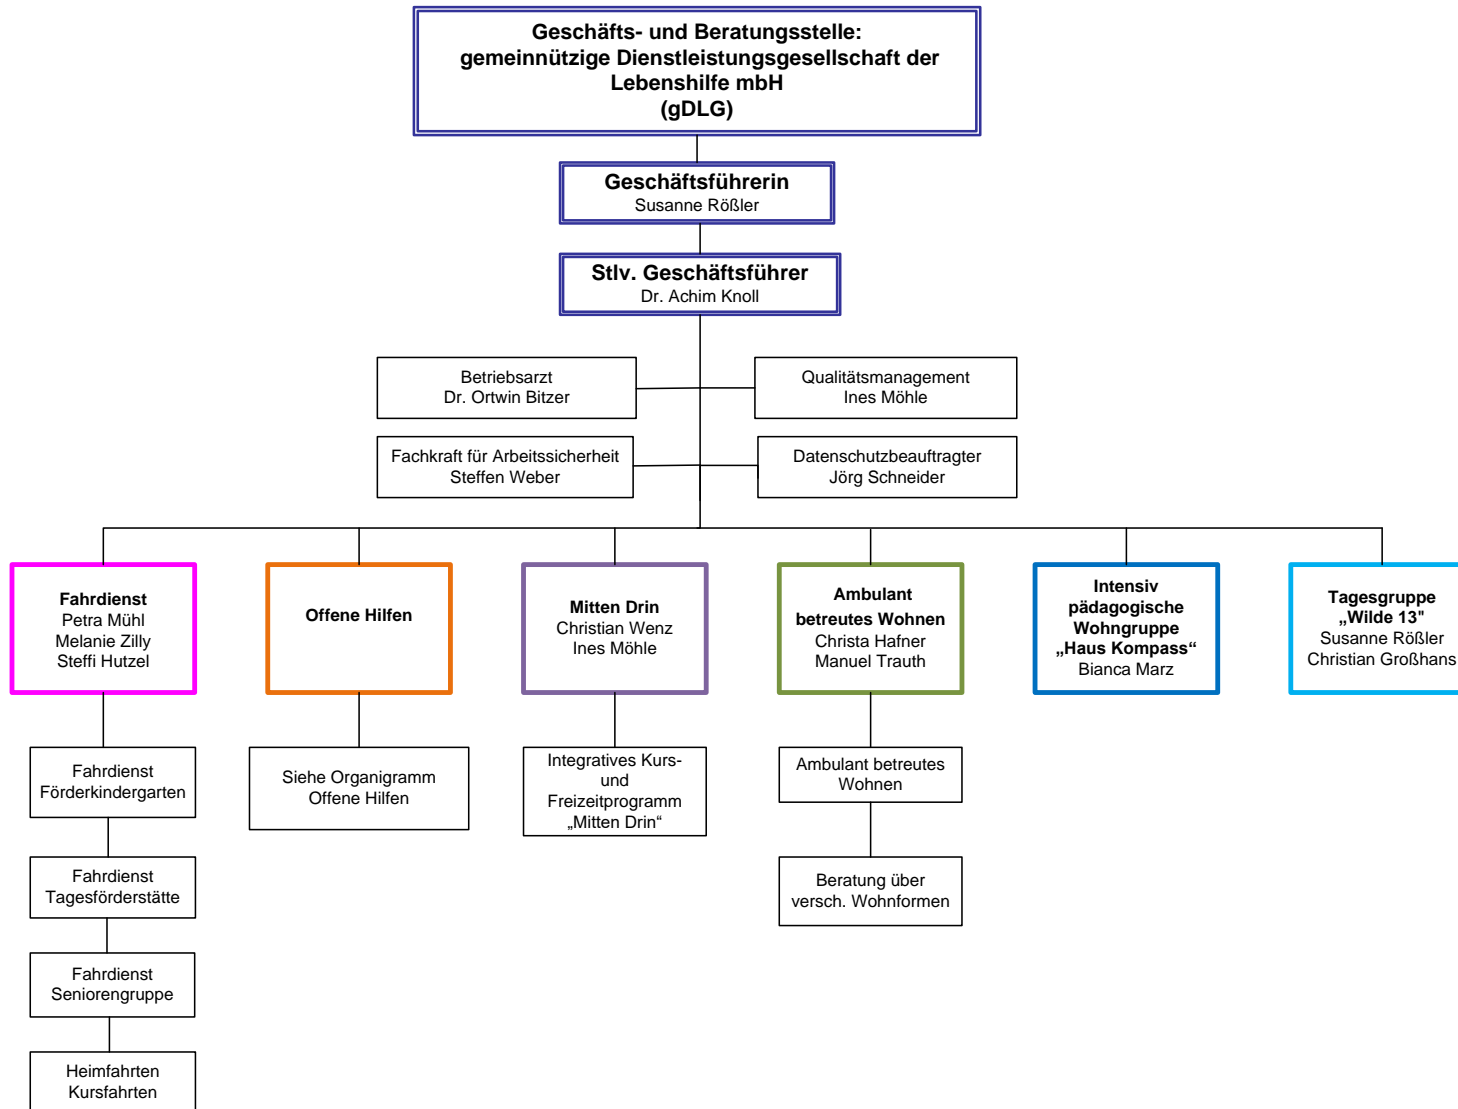 Geschäfts- und Beratungsstelle:
gemeinnützige Dienstleistungsgesellschaft der
Lebenshilfe mbH
(gDLG)
Geschäftsführerin
Susanne Rößler
Stlv. Geschäftsführer
Dr. Achim Knoll
Betriebsarzt
Dr. Ortwin Bitzer
Qualitätsmanagement
Ines Möhle
Fachkraft für Arbeitssicherheit
Steffen Weber
Datenschutzbeauftragter
Jörg Schneider
Fahrdienst
Petra Mühl
Melanie Zilly
Steffi Hutzel
Offene Hilfen
Mitten Drin
Christian Wenz
Ines Möhle
Ambulant
betreutes Wohnen
Christa Hafner
Manuel Trauth
Intensiv
pädagogische
Wohngruppe
„Haus Kompass“
Bianca Marz
Tagesgruppe
„Wilde 13"
Susanne Rößler
Christian Großhans
Fahrdienst
Förderkindergarten
Siehe Organigramm
Offene Hilfen
Integratives Kurs-
und
Freizeitprogramm
„Mitten Drin“
Ambulant betreutes
Wohnen
Fahrdienst
Tagesförderstätte
Beratung über
versch. Wohnformen
Fahrdienst
Seniorengruppe
Heimfahrten
Kursfahrten